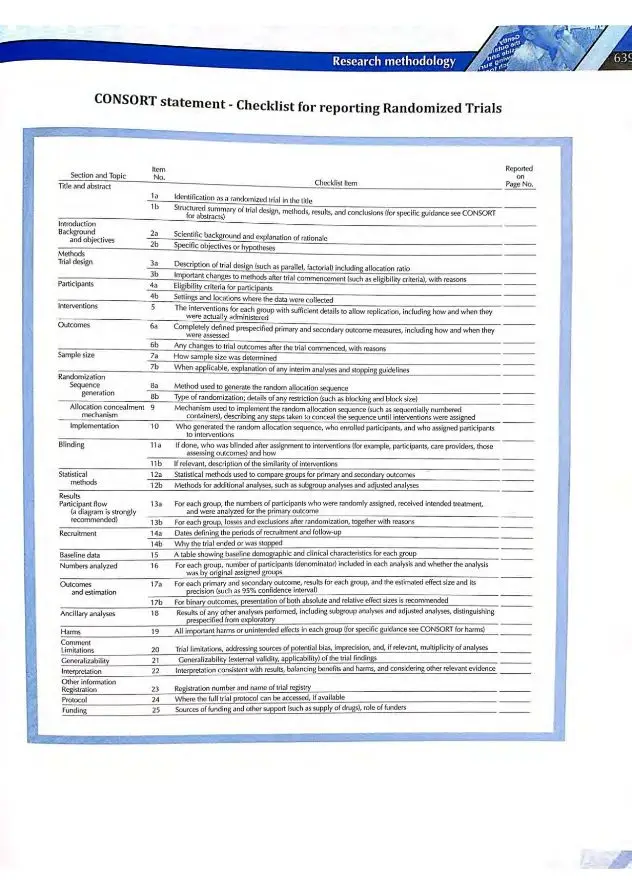 Research methodology
639
CONSORT statement - Checklist for reporting Randomized Trials
Section and Topic
Item
No.
Checklist Item
Reported
on
Page No.
Title and abstract
1a Identification as a randomized trial in the title
1b Structured summary of trial design, methods, results, and conclusions (for specific guidance see CONSORT
for abstracts)
Introduction
Background
and objectives
2a Scientific background and explanation of rationale
2b Specific objectives or hypotheses
Methods
Trial design 3a Description of trial design (such as parallel, factorial) including allocation ratio
3b Important changes to methods after trial commencement (such as eligibility criteria), with reasons
Participants 4a Eligibility criteria for participants
4b Settings and locations where the data were collected
Interventions 5 The interventions for each group with sufficient details to allow replication, including how and when they
were actually administered
Outcomes 6a Completely defined prespecified primary and secondary outcome measures, including how and when they
were assessed
6b Any changes to trial outcomes after the trial commenced, with reasons
Sample size 7a How sample size was determined
7b When applicable, explanation of any interim analyses and stopping guidelines
Randomization
Sequence
generation
8a Method used to generate the random allocation sequence
8b Type of randomization; details of any restriction (such as blocking and block size)
Allocation concealment
mechanism
9 Mechanism used to implement the random allocation sequence (such as sequentially numbered
containers), describing any steps taken to conceal the sequence until interventions were assigned
Implementation 10 Who generated the random allocation sequence, who enrolled participants, and who assigned participants
to interventions
Blinding 11a If done, who was blinded after assignment to interventions (for example, participants, care providers, those
assessing outcomes) and how
11b If relevant, description of the similarity of interventions
Statistical
methods
12a Statistical methods used to compare groups for primary and secondary outcomes
12b Methods for additional analyses, such as subgroup analyses and adjusted analyses
Results
Participant flow
(a diagram is strongly
recommended)
13a For each group, the numbers of participants who were randomly assigned, received intended treatment,
and were analyzed for the primary outcome
13b For each group, losses and exclusions after randomization, together with reasons
Recruitment 14a Dates defining the periods of recruitment and follow-up
14b Why the trial ended or was stopped
Baseline data 15 A table showing baseline demographic and clinical characteristics for each group
Numbers analyzed 16 For each group, number of participants (denominator) included in each analysis and whether the analysis
was by original assigned groups
Outcomes
and estimation
17a For each primary and secondary outcome, results for each group, and the estimated effect size and its
precision (such as 95% confidence interval)
17b For binary outcomes, presentation of both absolute and relative effect sizes is recommended
Ancillary analyses 18 Results of any other analyses performed, including subgroup analyses and adjusted analyses, distinguishing
prespecified from exploratory
Harms 19 All important harms or unintended effects in each group (for specific guidance see CONSORT for harms)
Comment
Limitations 20 Trial limitations, addressing sources of potential bias, imprecision, and, if relevant, multiplicity of analyses
Generalizability 21 Generalizability (external validity, applicability) of the trial findings
Interpretation 22 Interpretation consistent with results, balancing benefits and harms, and considering other relevant evidence
Other information
Registration 23 Registration number and name of trial registry
Protocol 24 Where the full trial protocol can be accessed, if available
Funding 25 Sources of funding and other support (such as supply of drugs), role of funders